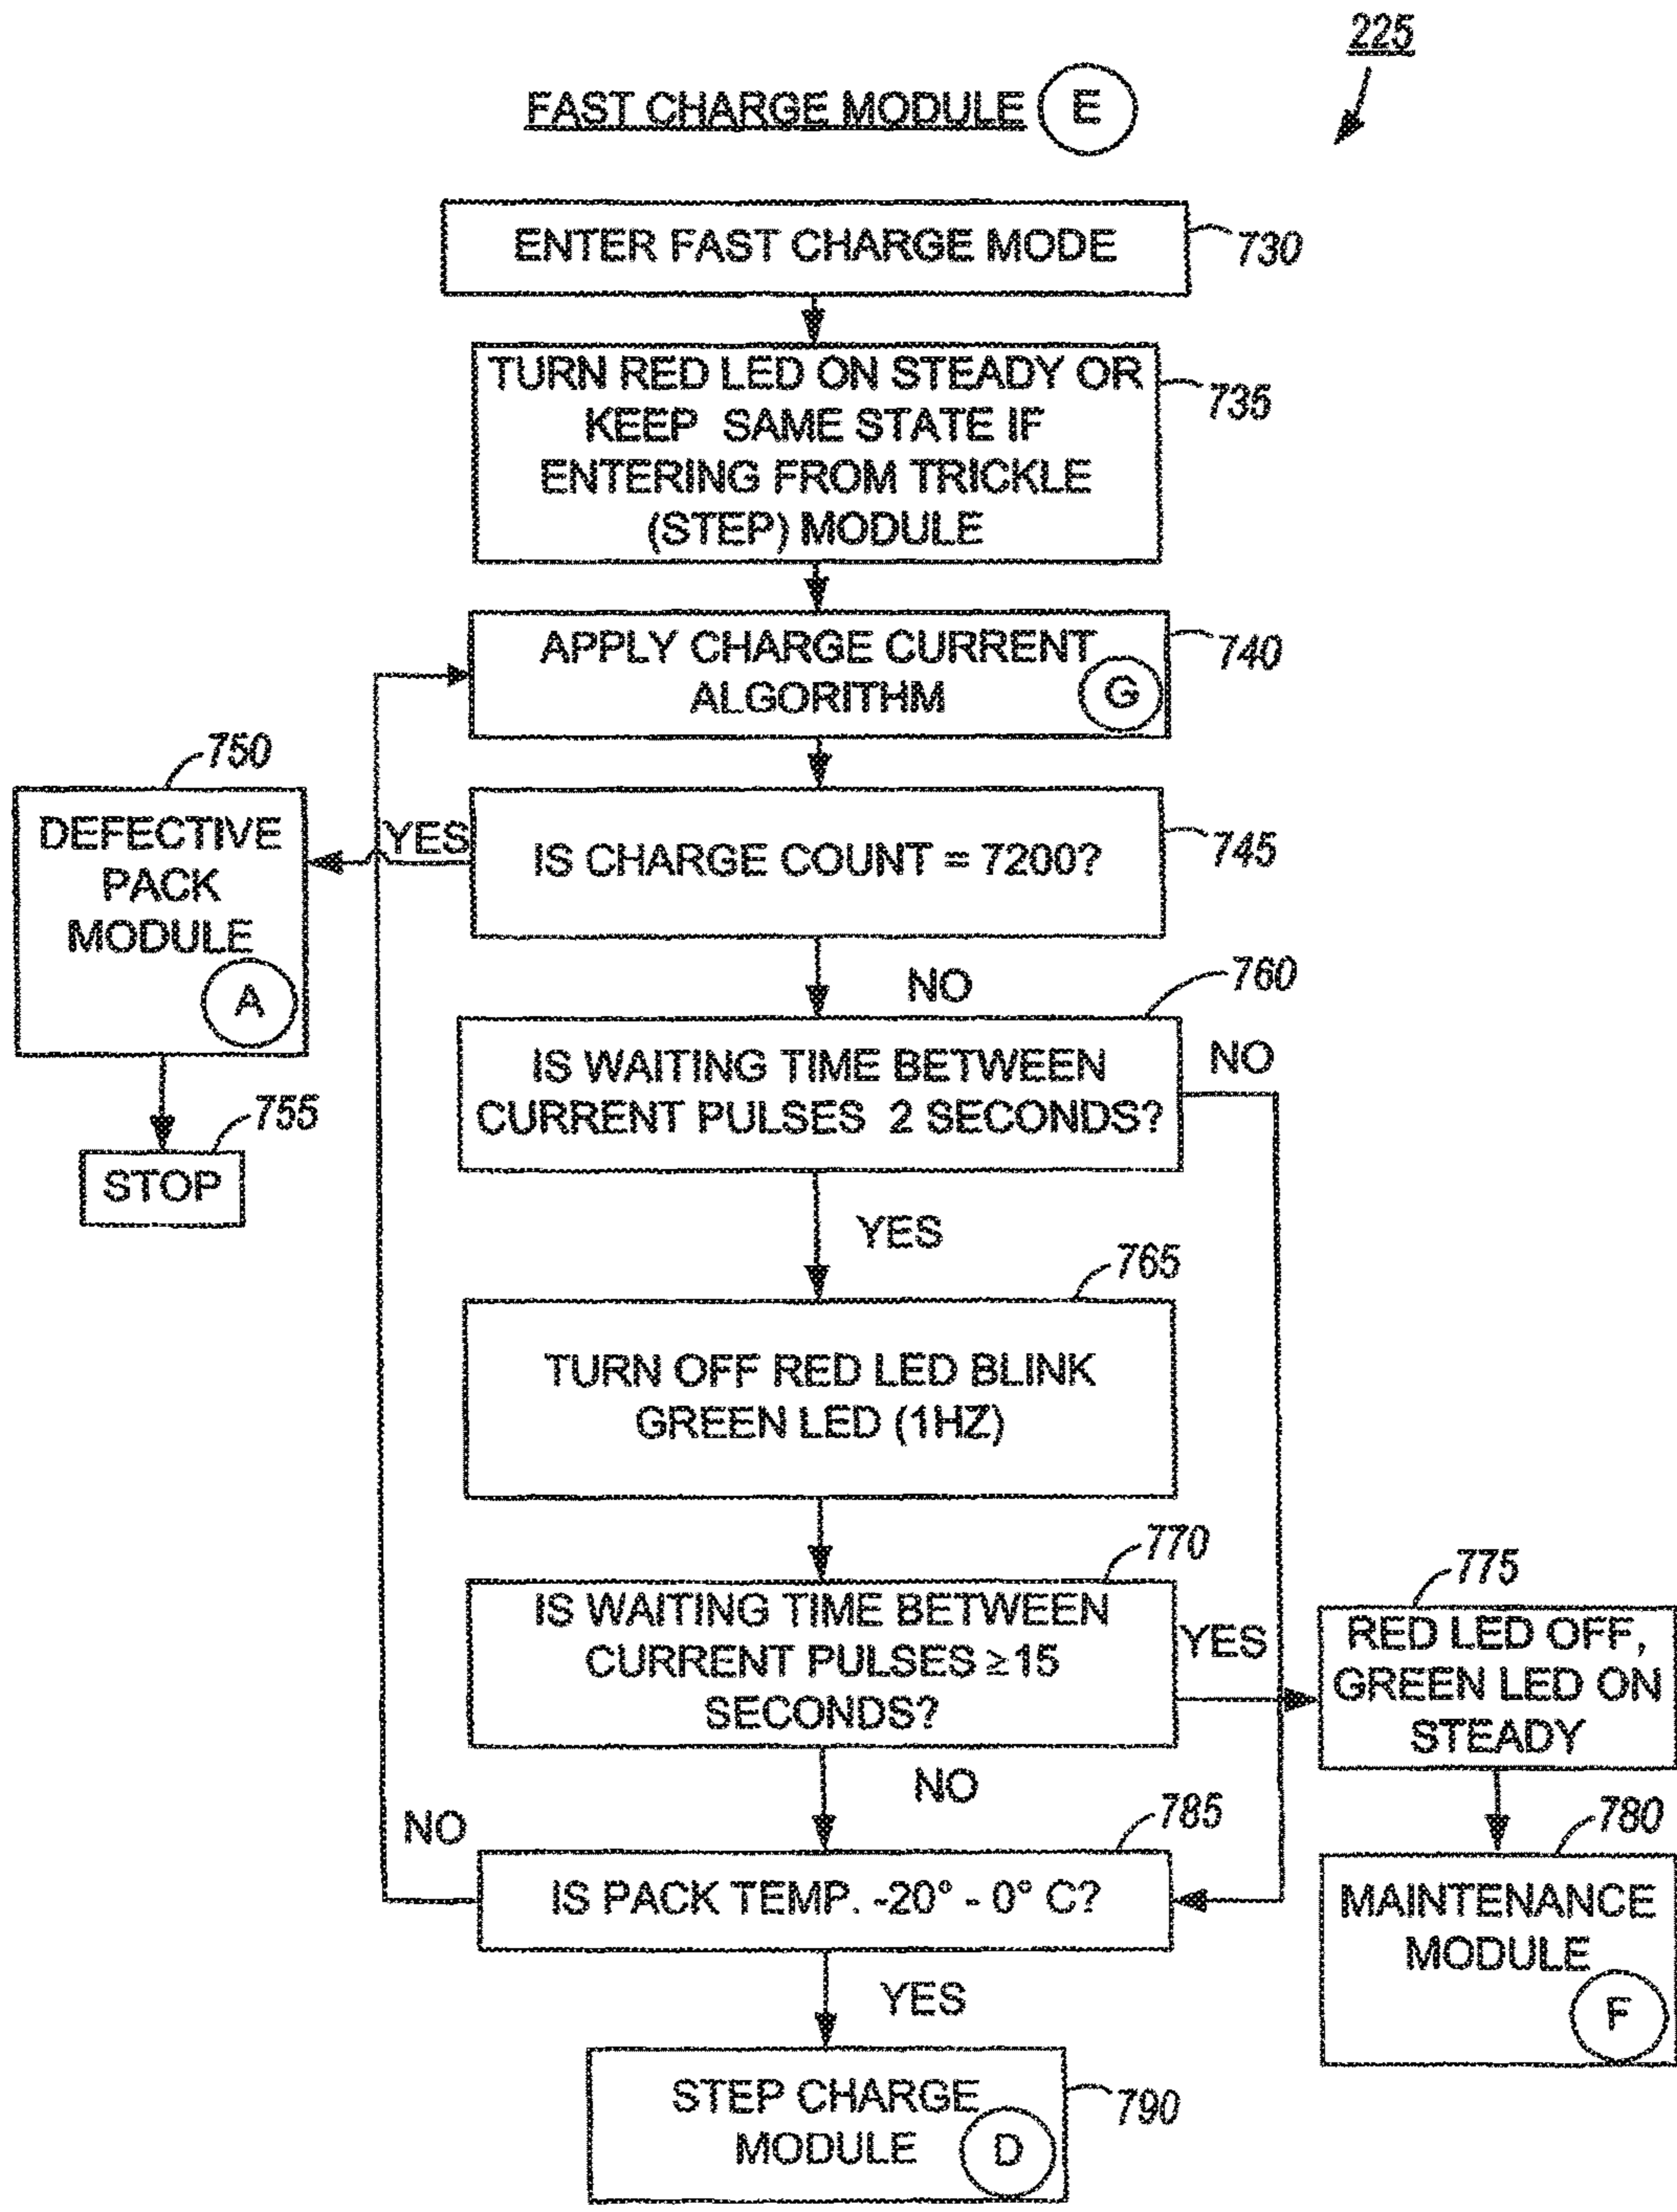 225
FAST CHARGE MODULE E
ENTER FAST CHARGE MODE
730
TURN RED LED ON STEADY OR
KEEP SAME STATE IF
ENTERING FROM TRICKLE
(STEP) MODULE
735
APPLY CHARGE CURRENT
ALGORITHM
G
740
750
DEFECTIVE
PACK
MODULE
A
YES
IS CHARGE COUNT = 7200?
745
NO
760
IS WAITING TIME BETWEEN
CURRENT PULSES 2 SECONDS?
NO
755
STOP
YES
765
TURN OFF RED LED BLINK
GREEN LED (1HZ)
770
IS WAITING TIME BETWEEN
CURRENT PULSES ≥15
SECONDS?
YES
775
RED LED OFF,
GREEN LED ON
STEADY
NO
NO
785
IS PACK TEMP. -20° - 0° C?
780
MAINTENANCE
MODULE
F
YES
STEP CHARGE
MODULE
D
790